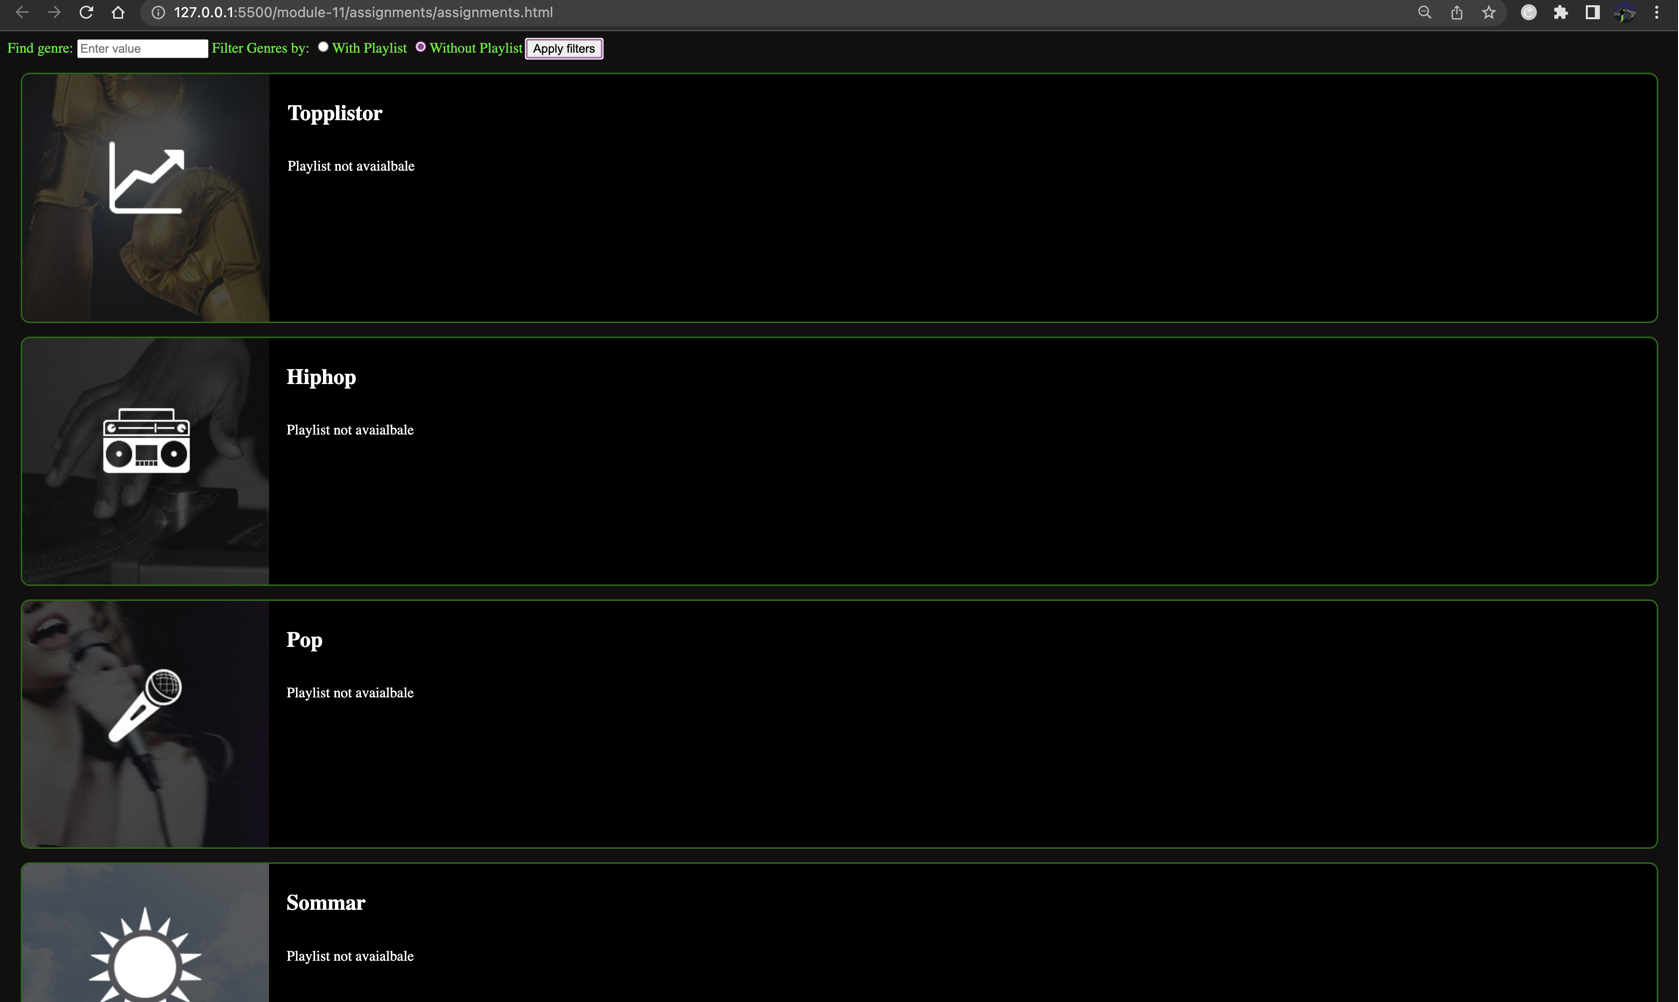 127.0.0.1:5500/module-11/assignments/assignments.html
Find genre: Enter value Filter Genres by: With Playlist Without Playlist Apply filters
Topplistor
Playlist not avaialbale
Hiphop
Playlist not avaialbale
Pop
Playlist not avaialbale
Sommar
Playlist not avaialbale